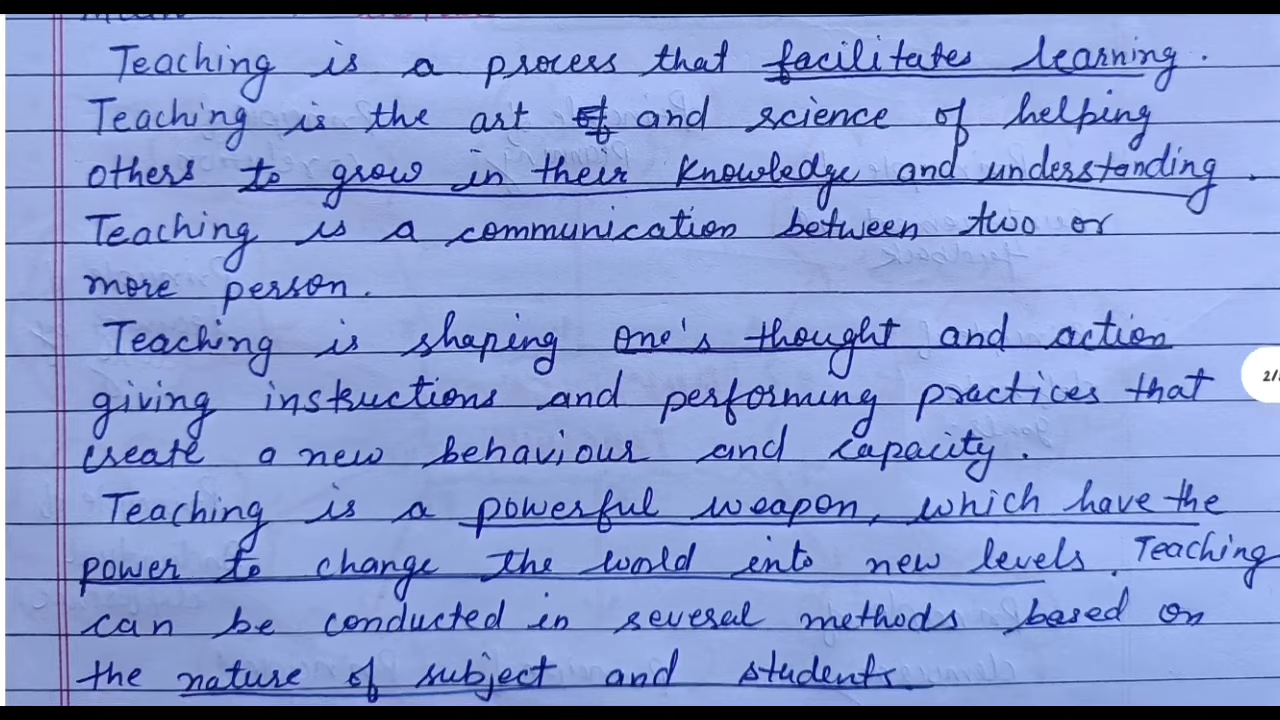 Teaching is a process that facilitates learning.
Teaching is the art of and science of helping
others to grow in their knowledge and understanding.
Teaching is a communication between two or
more person.
Teaching is shaping one's thought and action
giving instructions and performing practices that
create a new behaviour and capacity.
Teaching is a powerful weapon, which have the
power to change the world into new levels. Teaching
can be conducted in several methods based on
the nature of subject and students.